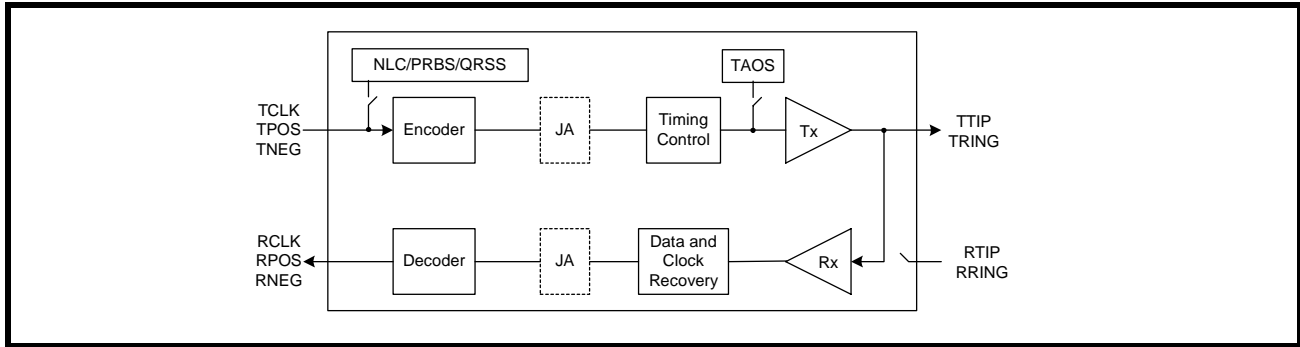 NLC/PRBS/QRSS
TAOS
TCLK
TPOS
TNEG
Encoder
JA
Timing
Control
Tx
TTIP
TRING
RCLK
RPOS
RNEG
Decoder
JA
Data and
Clock
Recovery
Rx
RTIP
RRING